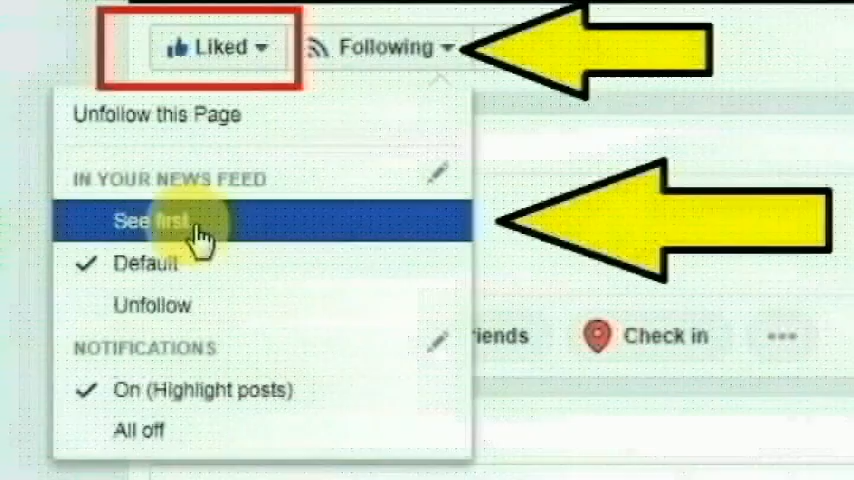 Liked Following
Unfollow this Page
IN YOUR NEWS FEED
See first
Default
Unfollow
riends Check in
NOTIFICATIONS
On (Highlight posts)
All off